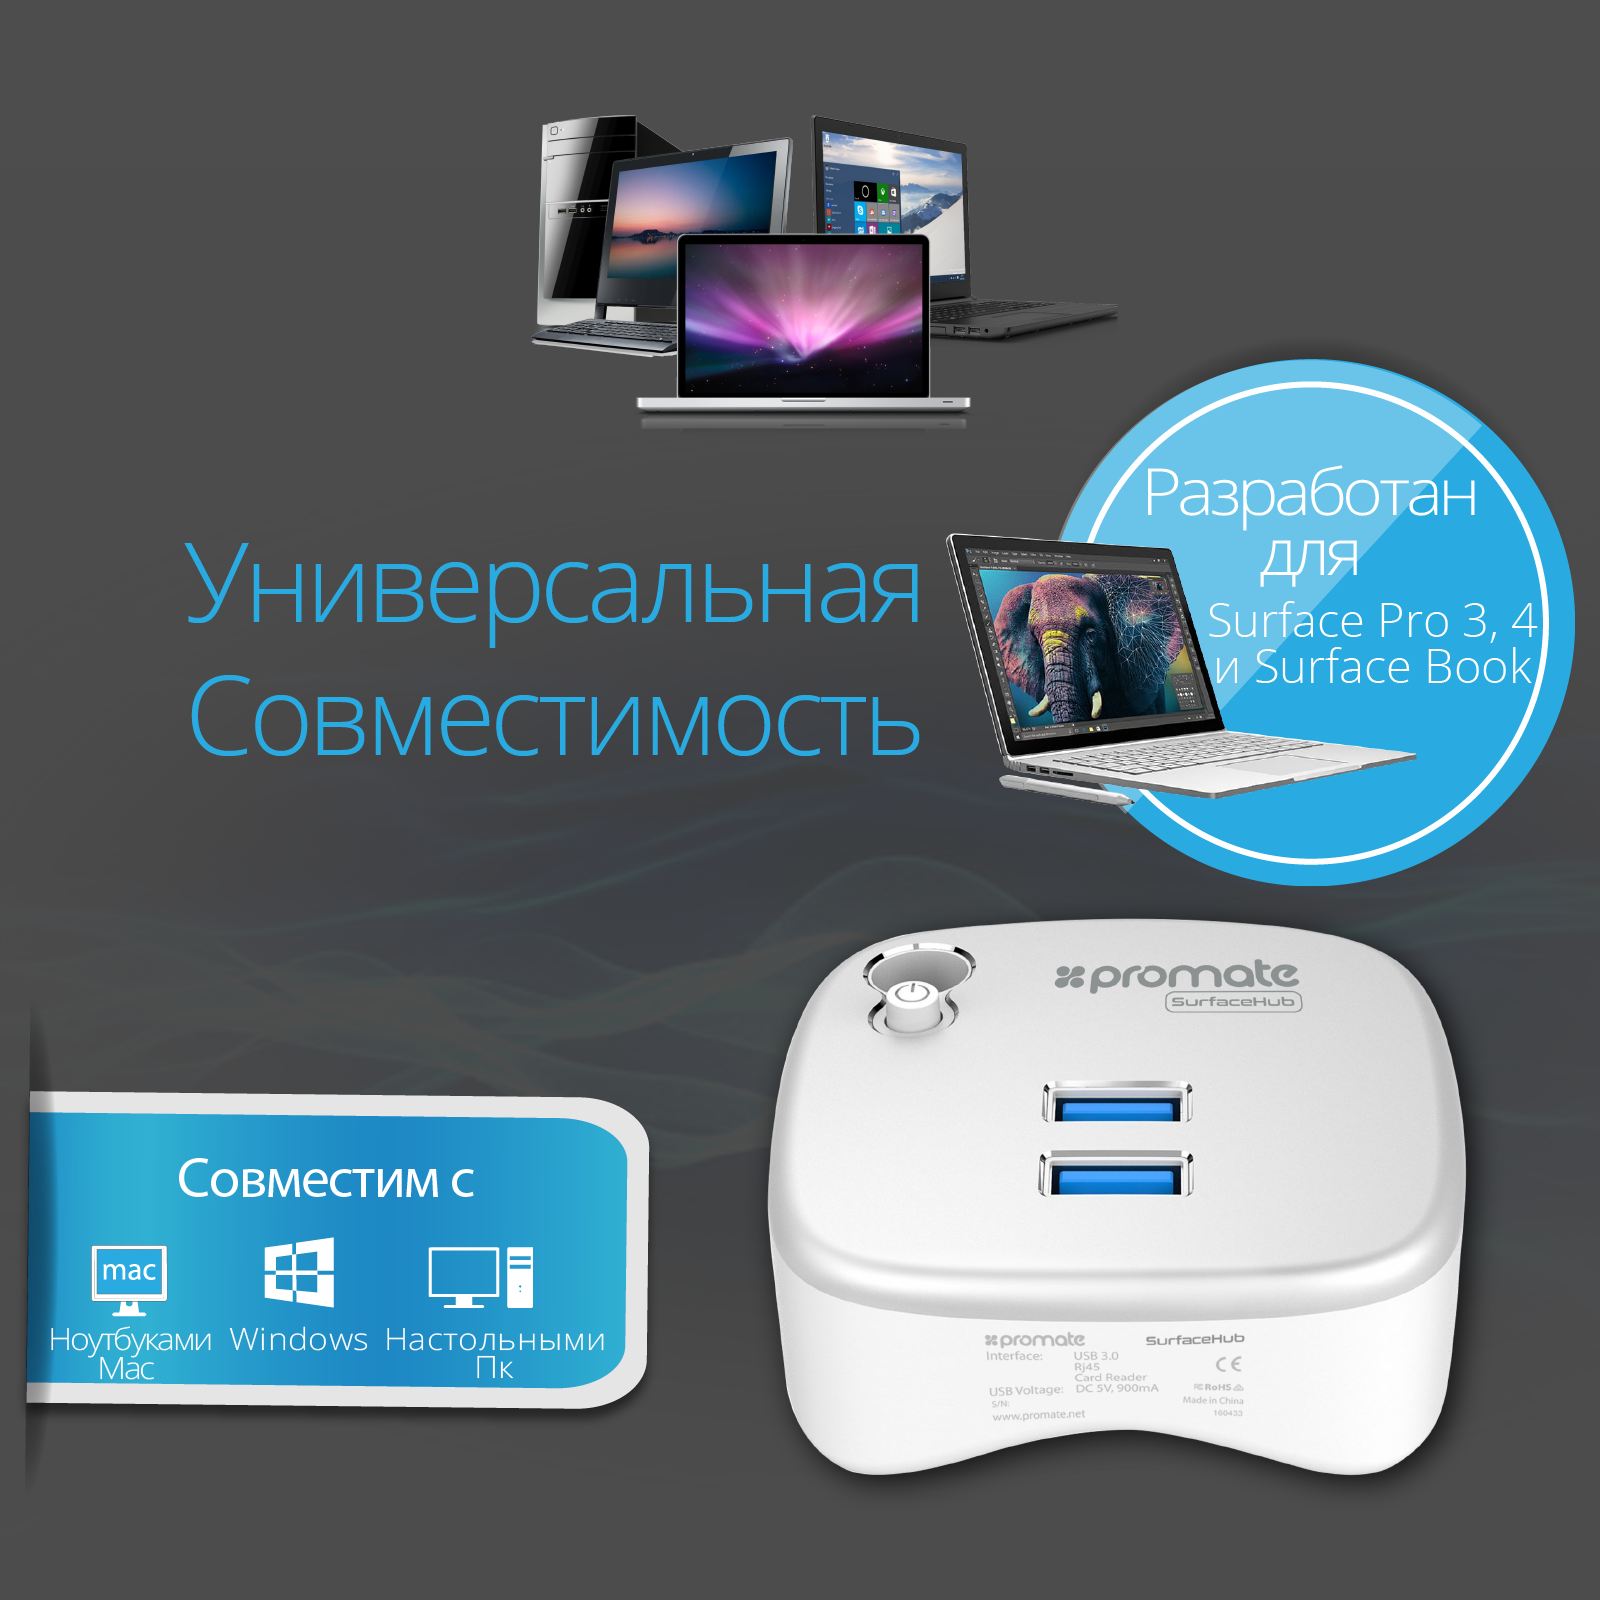 Разработан
для
Surface Pro 3, 4
и Surface Book
Универсальная
Совместимость
promate
SurfaceHub
Совместим с
mac
Ноутбуками
Mac
Windows
Настольными
Пк
promate
SurfaceHub
Interface: USB 3.0
Rj45
Card Reader
USB Voltage: DC 5V, 900mA
S/N:
www.promate.net
CE
RoHS
Made in China
160433